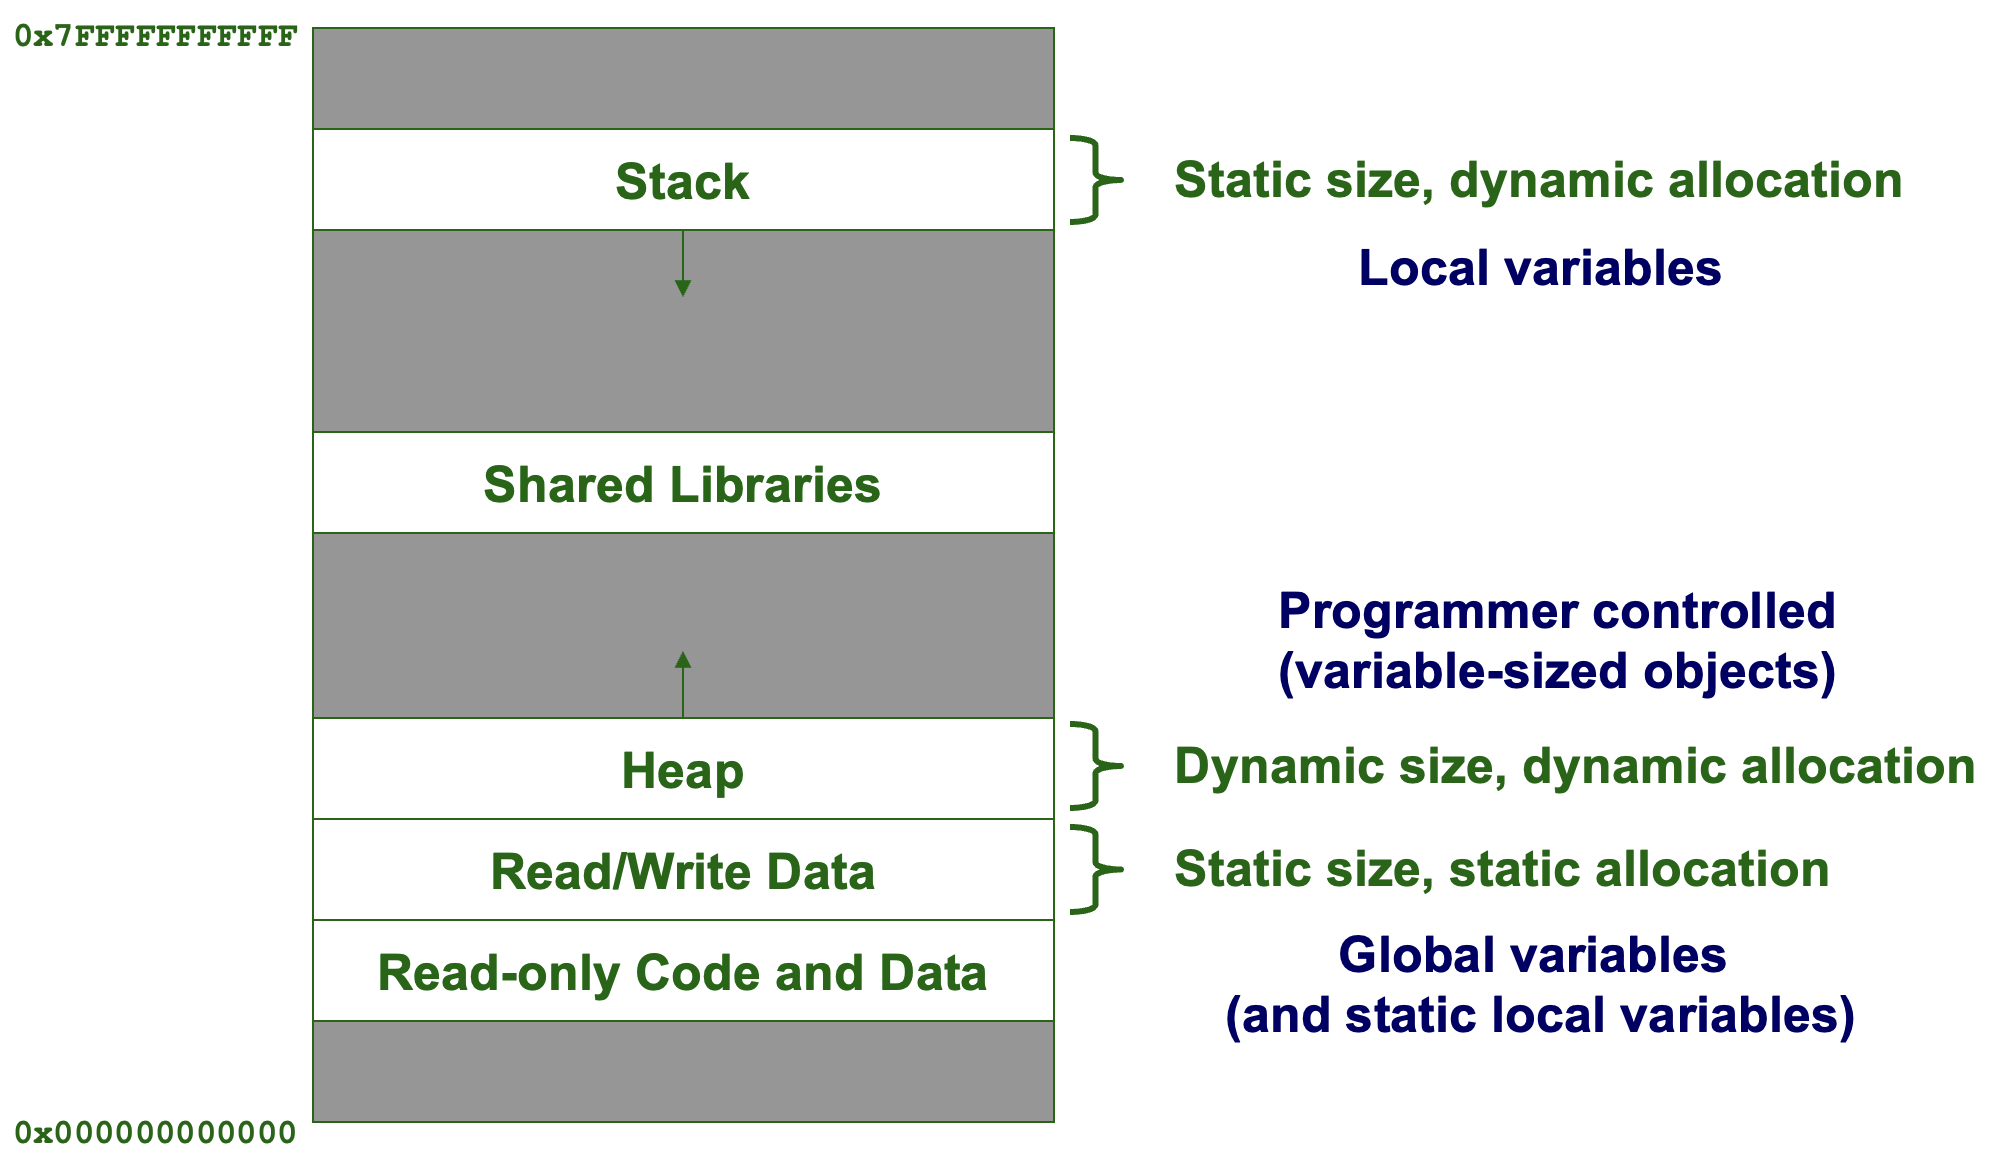 0x7FFFFFFFFFFF
Stack
Static size, dynamic allocation
Local variables
Shared Libraries
Programmer controlled
(variable-sized objects)
Heap
Dynamic size, dynamic allocation
Read/Write Data
Static size, static allocation
Read-only Code and Data
Global variables
(and static local variables)
0x000000000000